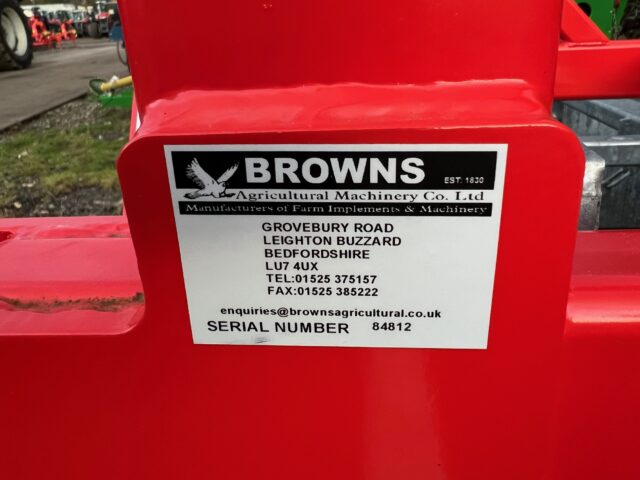 BROWNS EST. 1830
Agricultural Machinery Co. Ltd
Manufacturers of Farm Implements & Machinery
GROVEBURY ROAD
LEIGHTON BUZZARD
BEDFORDSHIRE
LU7 4UX
TEL:01525 375157
FAX:01525 385222
enquiries@brownsagricultural.co.uk
SERIAL NUMBER 84812